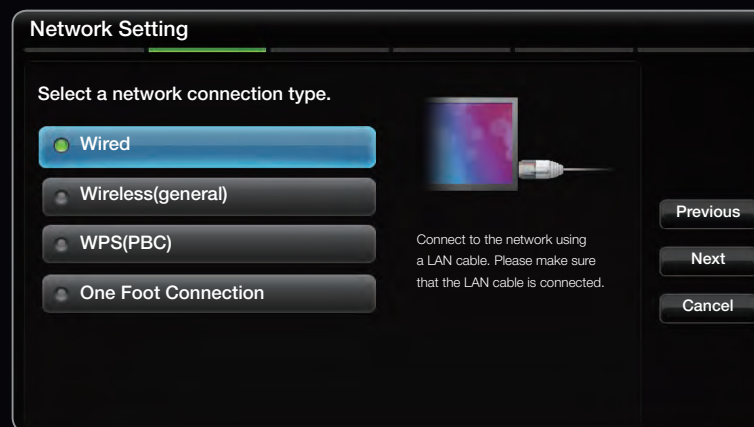 Network Setting
Select a network connection type.
Wired
Wireless(general)
WPS(PBC)
One Foot Connection
Connect to the network using
a LAN cable. Please make sure
that the LAN cable is connected.
Previous
Next
Cancel